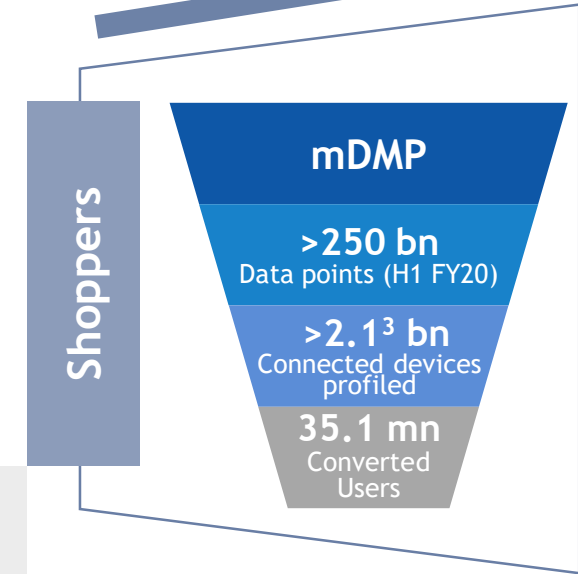 Shoppers
mDMP
>250 bn
Data points (H1 FY20)
>2.1³ bn
Connected devices
profiled
35.1 mn
Converted
Users